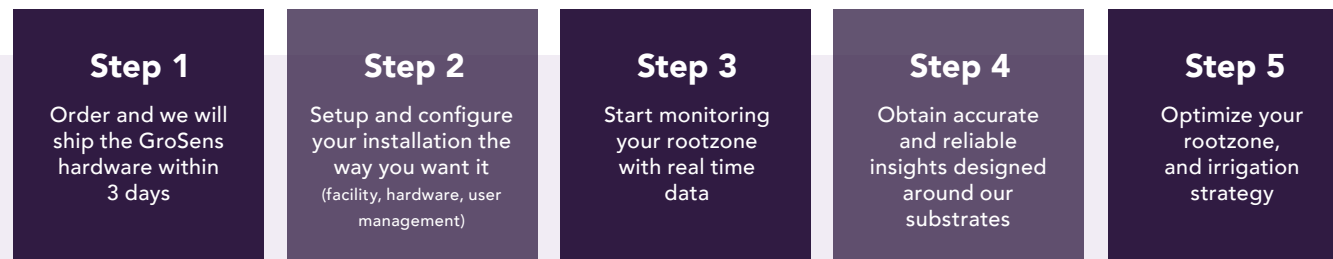 Step 1
Order and we will
ship the GroSens
hardware within
3 days
Step 2
Setup and configure
your installation the
way you want it
(facility, hardware, user
management)
Step 3
Start monitoring
your rootzone
with real time
data
Step 4
Obtain accurate
and reliable
insights designed
around our
substrates
Step 5
Optimize your
rootzone,
and irrigation
strategy